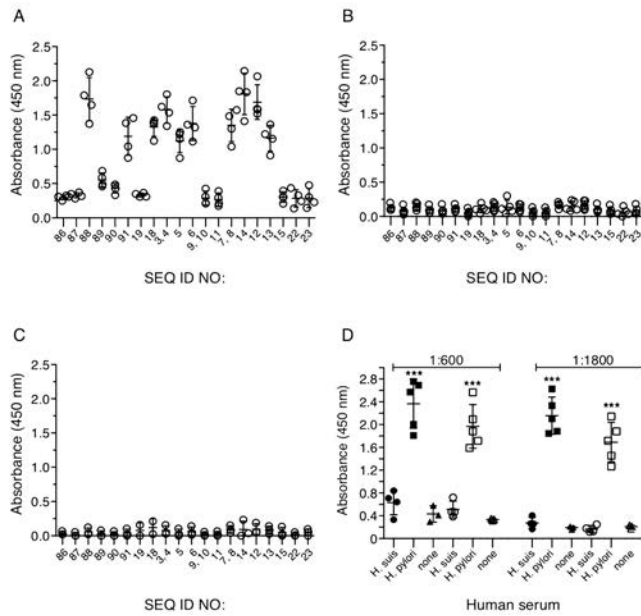 A
Absorbance (450 nm)
2.5
2.0
1.5
1.0
0.5
0.0
86 87 88 89 90 91 19 18 3,4 5 6 9, 10 11 7, 8 14 12 13 15 22 23
SEQ ID NO:
B
Absorbance (450 nm)
2.5
2.0
1.5
1.0
0.5
0.0
86 87 88 89 90 91 19 18 3,4 5 6 9, 10 11 7, 8 14 12 13 15 22 23
SEQ ID NO:
C
Absorbance (450 nm)
2.5
2.0
1.5
1.0
0.5
0.0
86 87 88 89 90 91 19 18 3,4 5 6 9, 10 11 7, 8 14 12 13 15 22 23
SEQ ID NO:
D
1:600 1:1800
Absorbance (450 nm)
2.8
2.4
2.0
1.6
1.2
0.8
0.4
0
*** *** *** ***
H. suis H. pylori none H. suis H. pylori none H. suis H. pylori none H. suis H. pylori none
Human serum